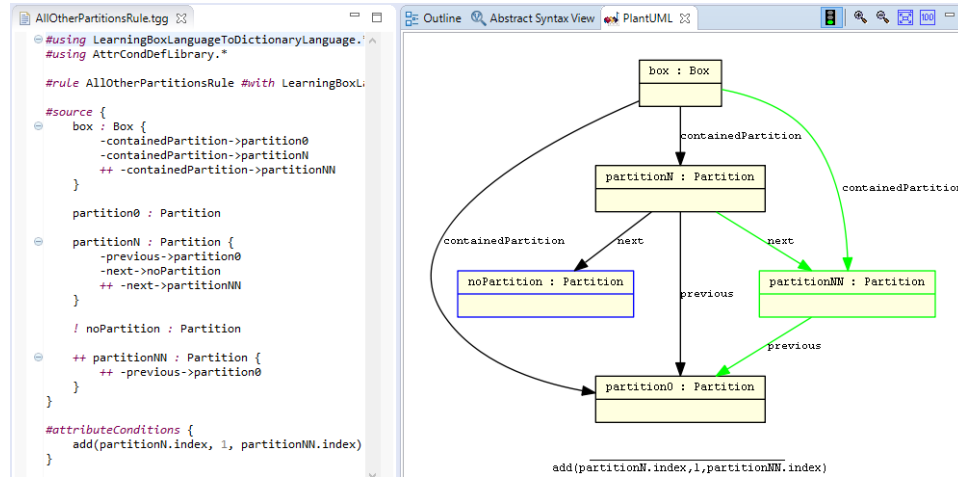 AllOtherPartitionsRule.tgg
#using LearningBoxLanguageToDictionaryLanguage.*
#using AttrCondDefLibrary.*
#rule AllOtherPartitionsRule #with LearningBoxL
#source {
box : Box {
-containedPartition->partition0
-containedPartition->partitionN
++ -containedPartition->partitionNN
}
partition0 : Partition
partitionN : Partition {
-previous->partition0
-next->noPartition
++ -next->partitionNN
}
! noPartition : Partition
++ partitionNN : Partition {
++ -previous->partition0
}
}
#attributeConditions {
add(partitionN.index, 1, partitionNN.index)
}
Outline
Abstract Syntax View
PlantUML
100
box : Box
containedPartition
partitionN : Partition
containedPartition
containedPartition
next
next
noPartition : Partition
partitionNN : Partition
previous
previous
partition0 : Partition
add(partitionN.index,1,partitionNN.index)